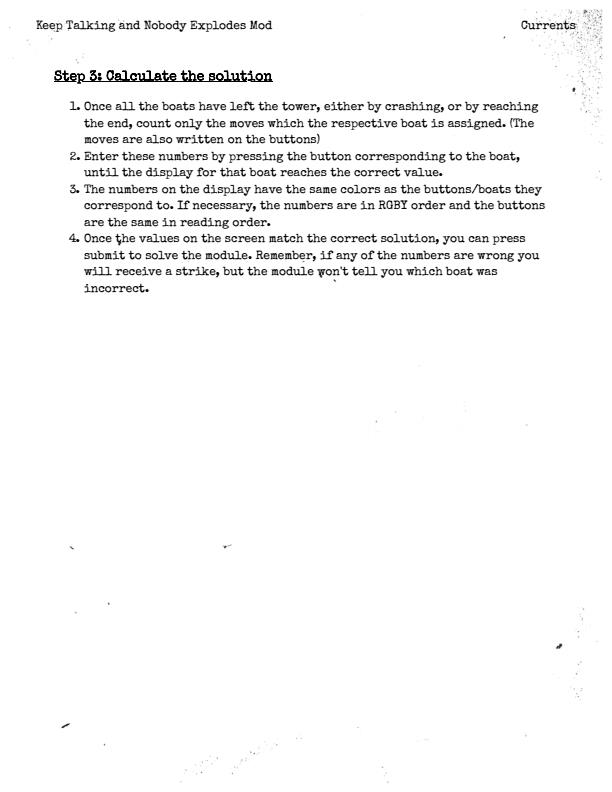 Keep Talking and Nobody Explodes Mod Currents
Step 3: Calculate the solution
1. Once all the boats have left the tower, either by crashing, or by reaching
the end, count only the moves which the respective boat is assigned. (The
moves are also written on the buttons)
2. Enter these numbers by pressing the button corresponding to the boat,
until the display for that boat reaches the correct value.
3. The numbers on the display have the same colors as the buttons/boats they
correspond to. If necessary, the numbers are in RGBY order and the buttons
are the same in reading order.
4. Once the values on the screen match the correct solution, you can press
submit to solve the module. Remember, if any of the numbers are wrong you
will receive a strike, but the module won't tell you which boat was
incorrect.